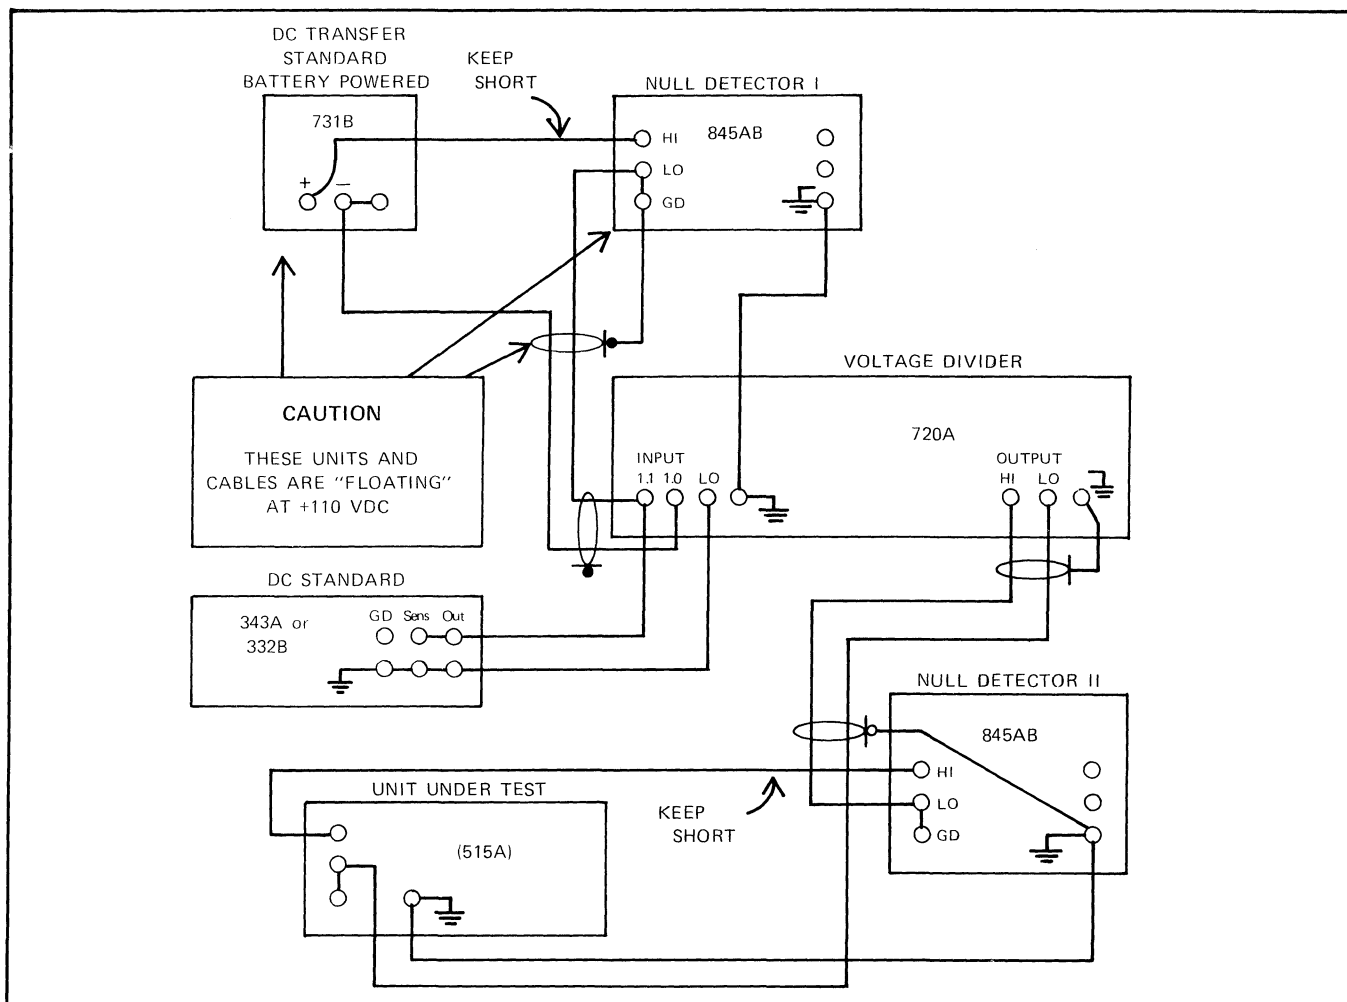 DC TRANSFER
STANDARD
BATTERY POWERED
731B
+ −
KEEP
SHORT
NULL DETECTOR I
845AB
HI
LO
GD
CAUTION
THESE UNITS AND
CABLES ARE "FLOATING"
AT +110 VDC
VOLTAGE DIVIDER
720A
INPUT
1.1 1.0 LO
OUTPUT
HI LO
DC STANDARD
343A or
332B
GD Sens Out
NULL DETECTOR II
845AB
HI
LO
GD
KEEP
SHORT
UNIT UNDER TEST
(515A)